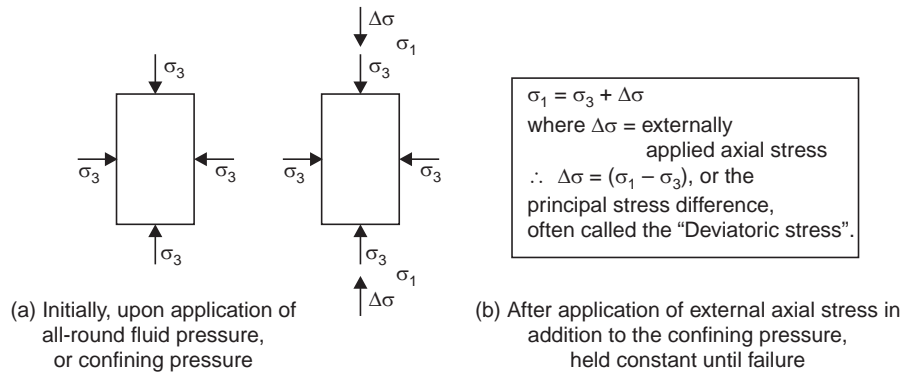 Δσ
σ₁
σ₃ σ₃
σ₃ σ₃ σ₃ σ₃
σ₃ σ₃
σ₁
Δσ
σ₁ = σ₃ + Δσ
where Δσ = externally
applied axial stress
∴ Δσ = (σ₁ – σ₃), or the
principal stress difference,
often called the “Deviatoric stress”.
(a) Initially, upon application of
all-round fluid pressure,
or confining pressure
(b) After application of external axial stress in
addition to the confining pressure,
held constant until failure